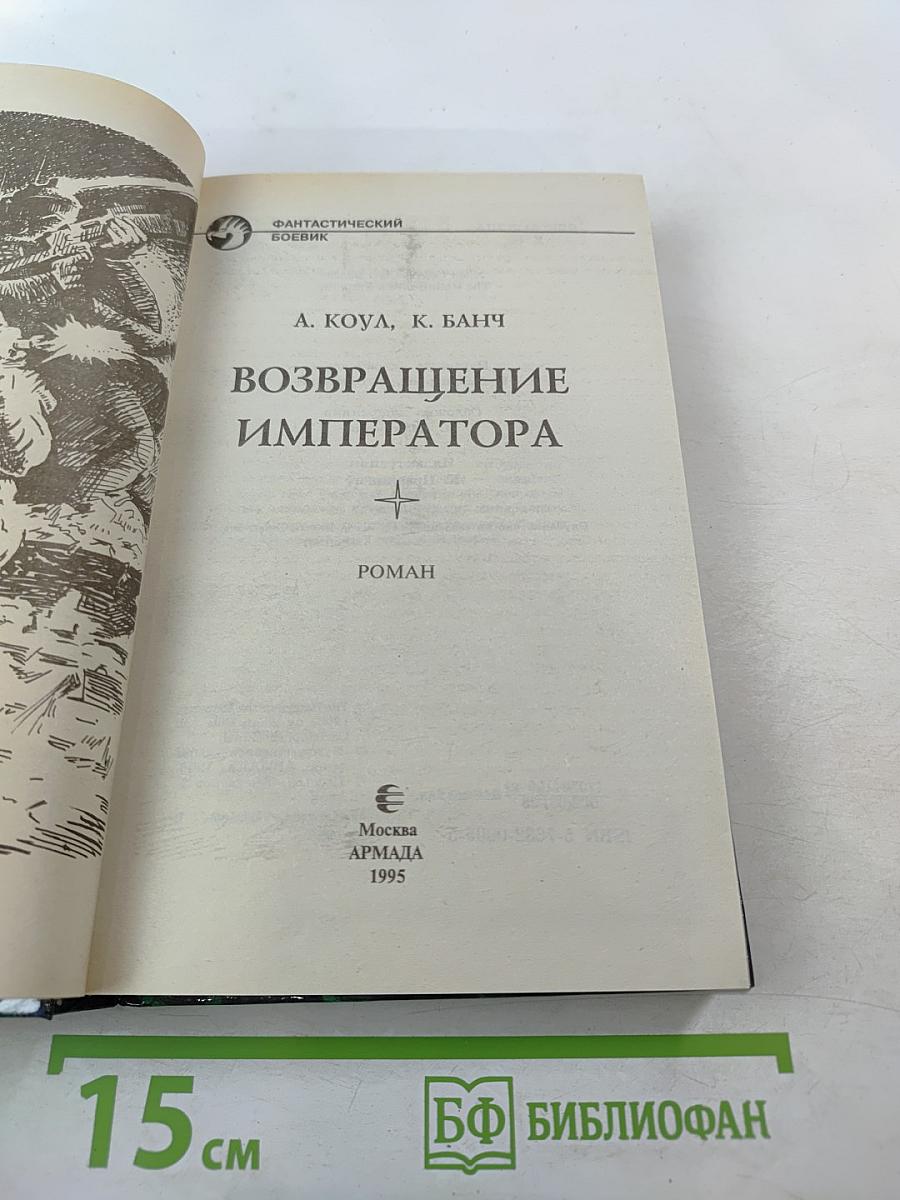 ФАНТАСТИЧЕСКИЙ
БОЕВИК
А. КОУЛ, К. БАНЧ
ВОЗВРАЩЕНИЕ
ИМПЕРАТОРА
РОМАН
Москва
АРМАДА
1995
15 см
БФ БИБЛИОФАН